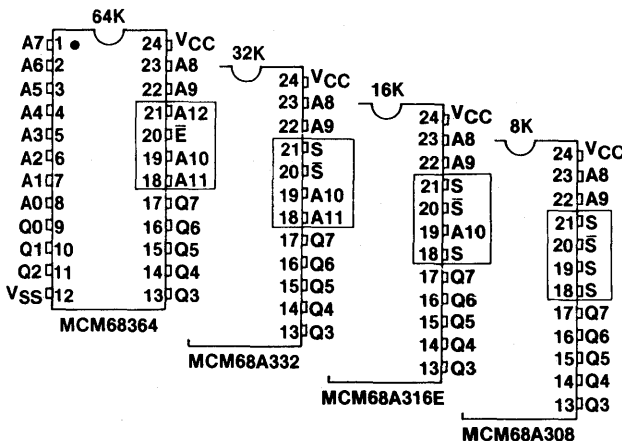 64K
A7 1 24 VCC
A6 2 23 A8
A5 3 22 A9
A4 4 21 A12
A3 5 20 E̅
A2 6 19 A10
A1 7 18 A11
A0 8 17 Q7
Q0 9 16 Q6
Q1 10 15 Q5
Q2 11 14 Q4
VSS 12 13 Q3
MCM68364
32K
24 VCC
23 A8
22 A9
21 S
20 S̅
19 A10
18 A11
17 Q7
16 Q6
15 Q5
14 Q4
13 Q3
MCM68A332
16K
24 VCC
23 A8
22 A9
21 S
20 S̅
19 A10
18 S
17 Q7
16 Q6
15 Q5
14 Q4
13 Q3
MCM68A316E
8K
24 VCC
23 A8
22 A9
21 S
20 S̅
19 S
18 S
17 Q7
16 Q6
15 Q5
14 Q4
13 Q3
MCM68A308